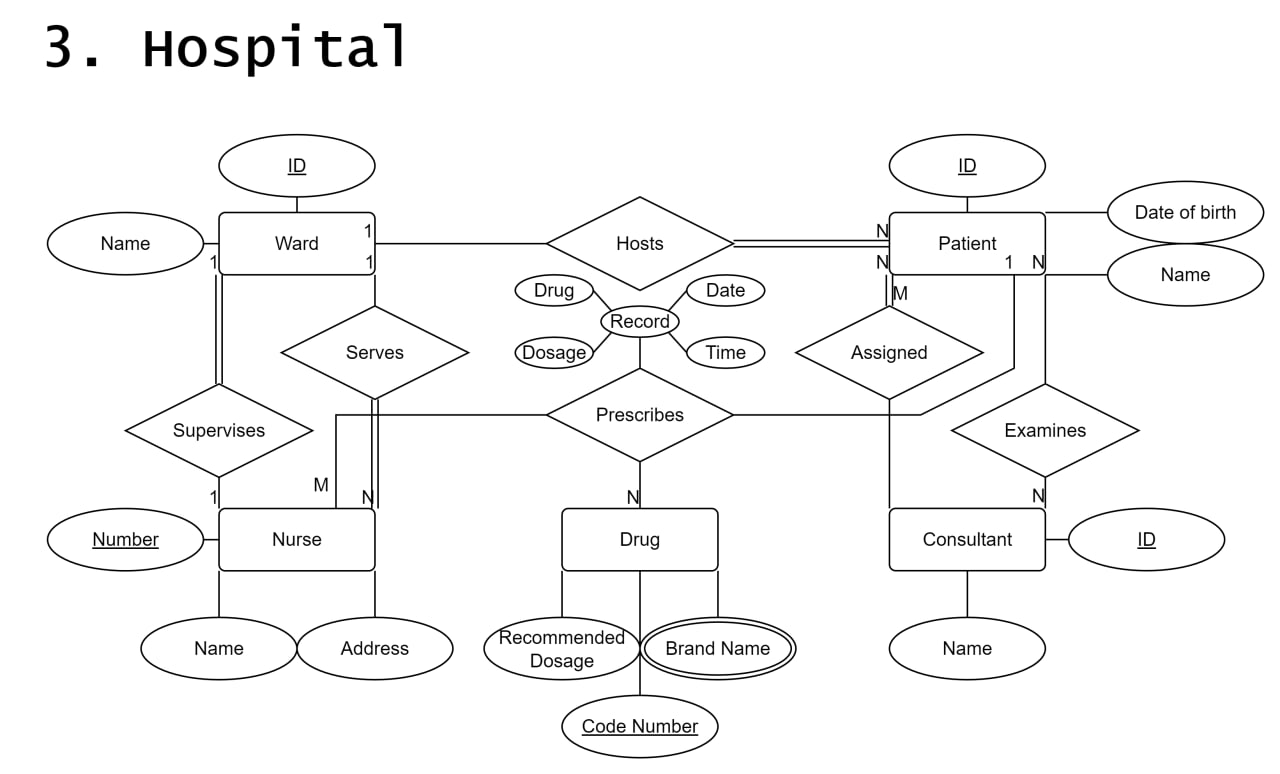 3. Hospital
ID
ID
Name
Ward
1
Hosts
N
Patient
Date of birth
1
1
N
1
N
Name
Drug
Date
M
Record
Dosage
Time
Serves
Assigned
Supervises
Prescribes
Examines
1
M
N
N
N
Number
Nurse
Drug
Consultant
ID
Name
Address
Recommended
Dosage
Brand Name
Name
Code Number